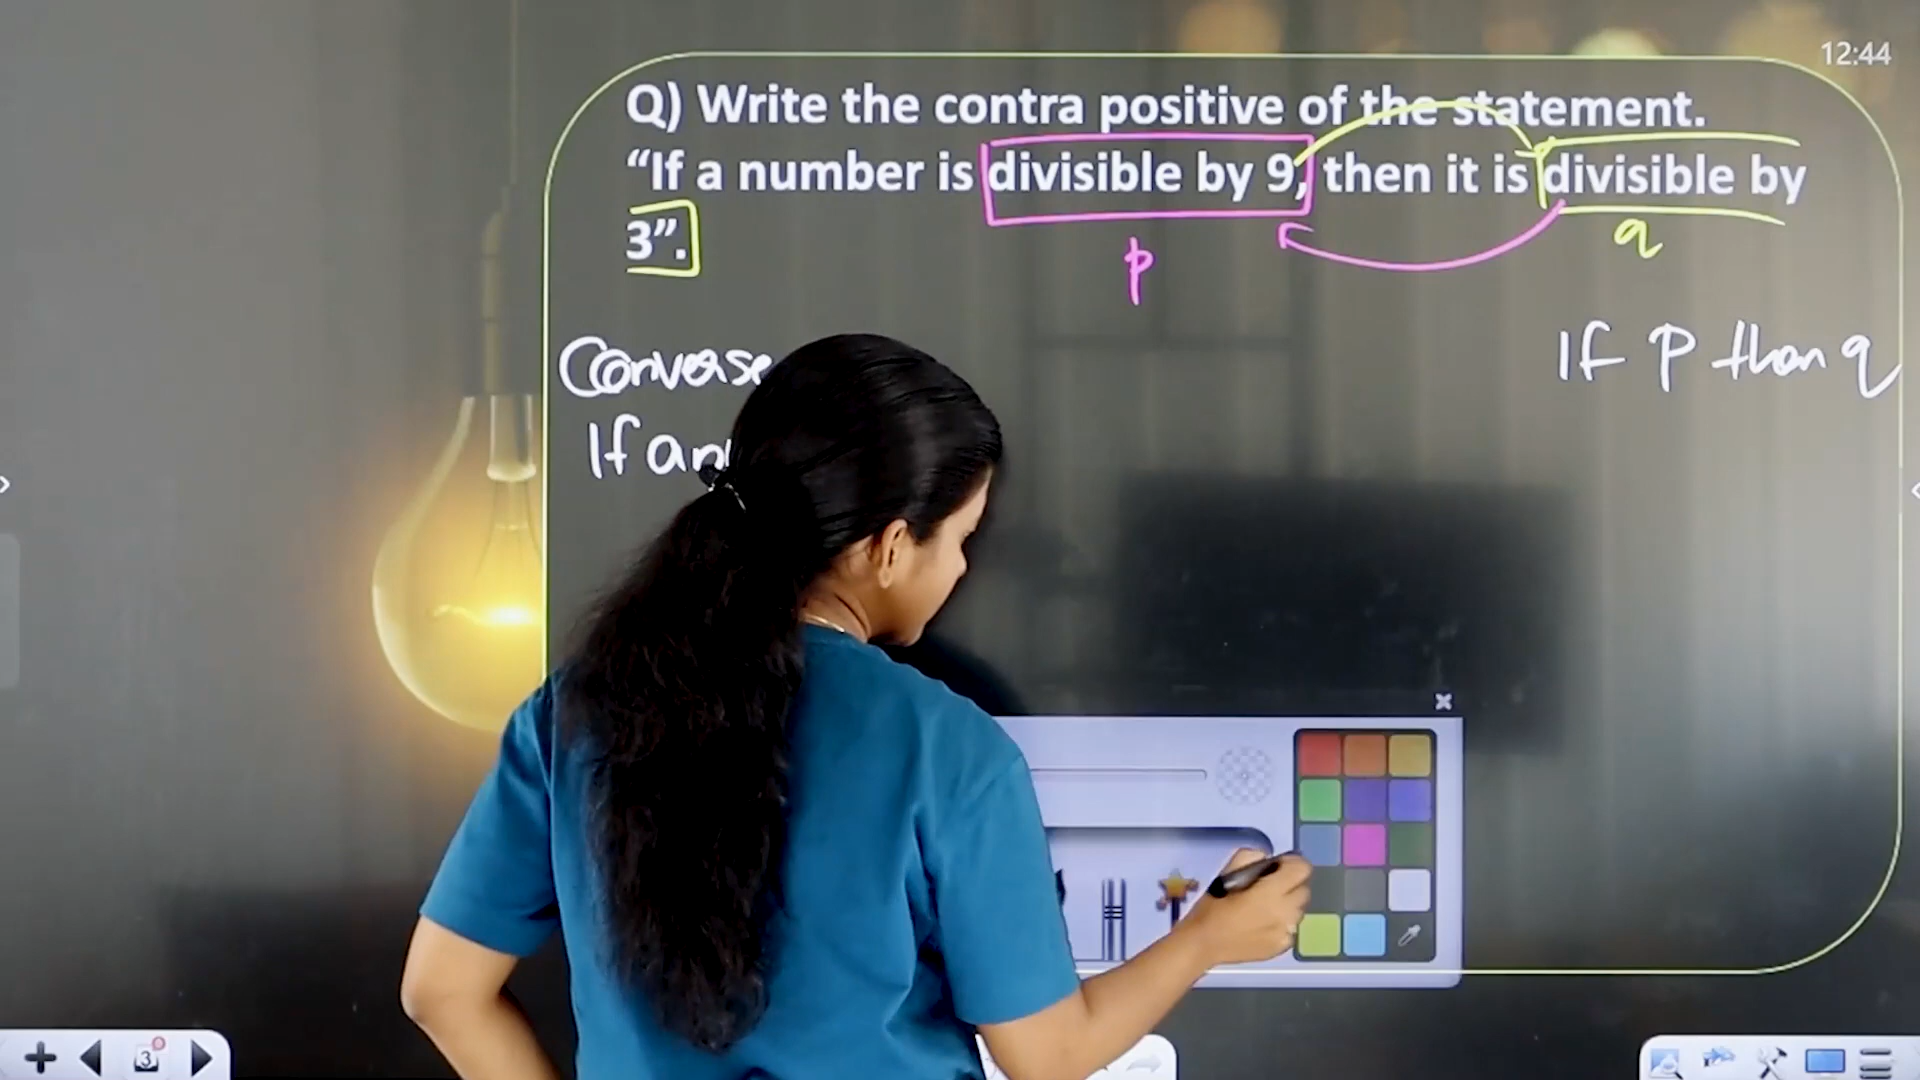 12:44
Q) Write the contra positive of the statement.
“If a number is divisible by 9, then it is divisible by
3”.
p
q
Converse
If P then q
If a
3